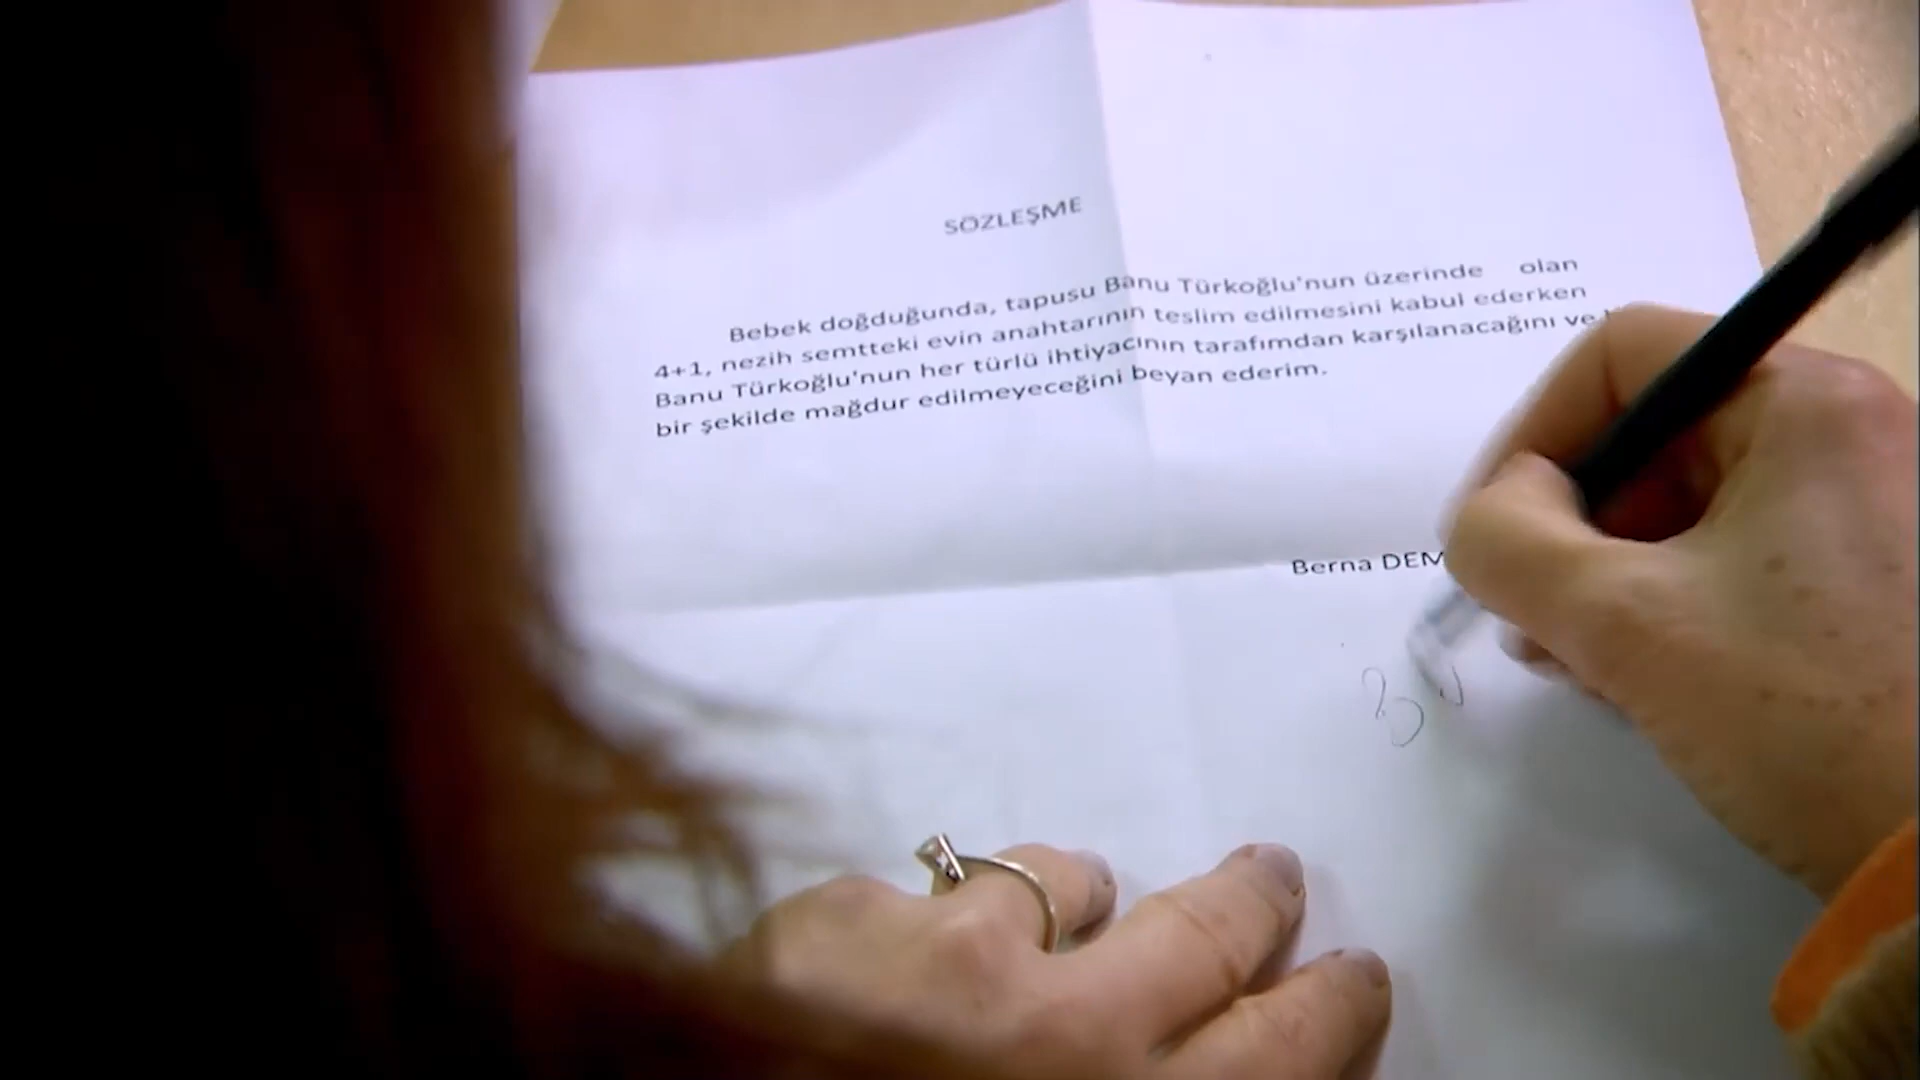 SÖZLEŞME
Bebek doğduğunda, tapusu Banu Türkoğlu'nun üzerinde olan
4+1, nezih semtteki evin anahtarının teslim edilmesini kabul ederken
Banu Türkoğlu'nun her türlü ihtiyacının tarafımdan karşılanacağını ve
bir şekilde mağdur edilmeyeceğini beyan ederim.
Berna